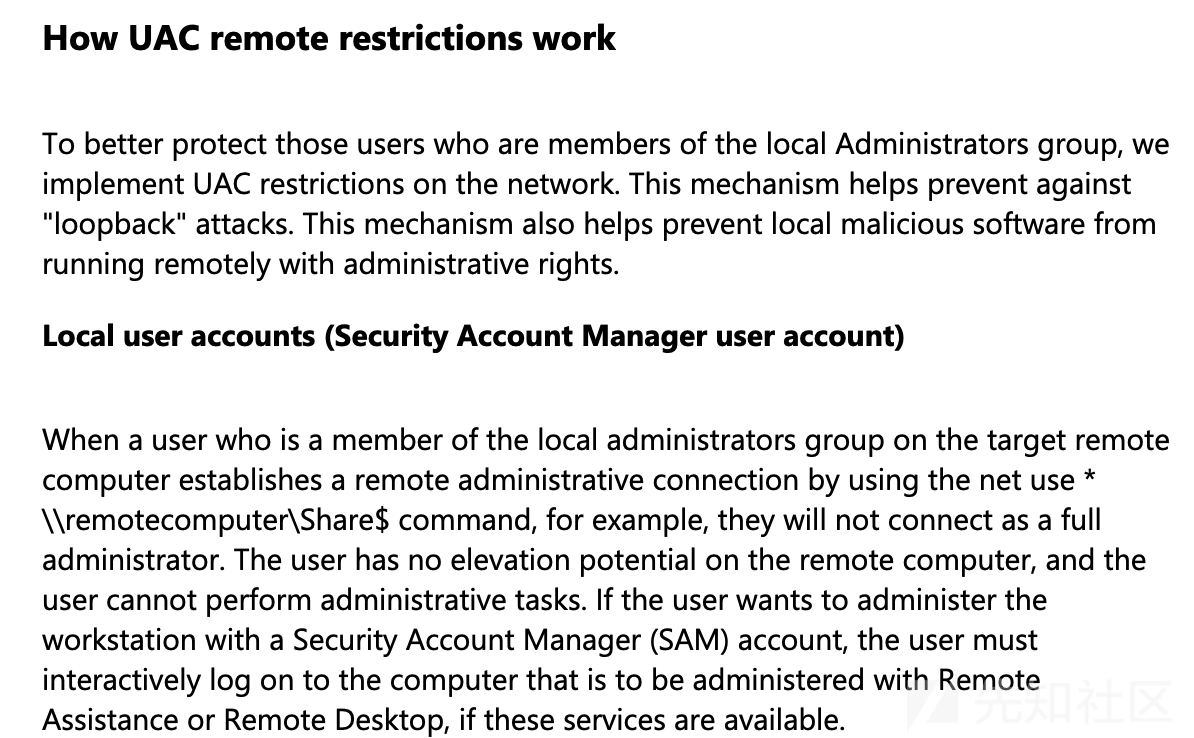 How UAC remote restrictions work
To better protect those users who are members of the local Administrators group, we
implement UAC restrictions on the network. This mechanism helps prevent against
"loopback" attacks. This mechanism also helps prevent local malicious software from
running remotely with administrative rights.
Local user accounts (Security Account Manager user account)
When a user who is a member of the local administrators group on the target remote
computer establishes a remote administrative connection by using the net use *
\\remotecomputer\Share$ command, for example, they will not connect as a full
administrator. The user has no elevation potential on the remote computer, and the
user cannot perform administrative tasks. If the user wants to administer the
workstation with a Security Account Manager (SAM) account, the user must
interactively log on to the computer that is to be administered with Remote
Assistance or Remote Desktop, if these services are available.
先知社区